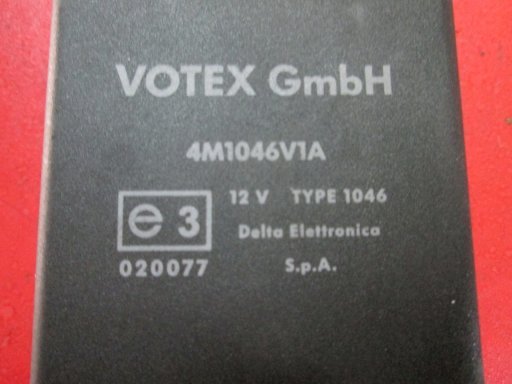 VOTEX GmbH
4M1046V1A
12 V TYPE 1046
e 3
Delta Elettronica
020077
S.p.A.